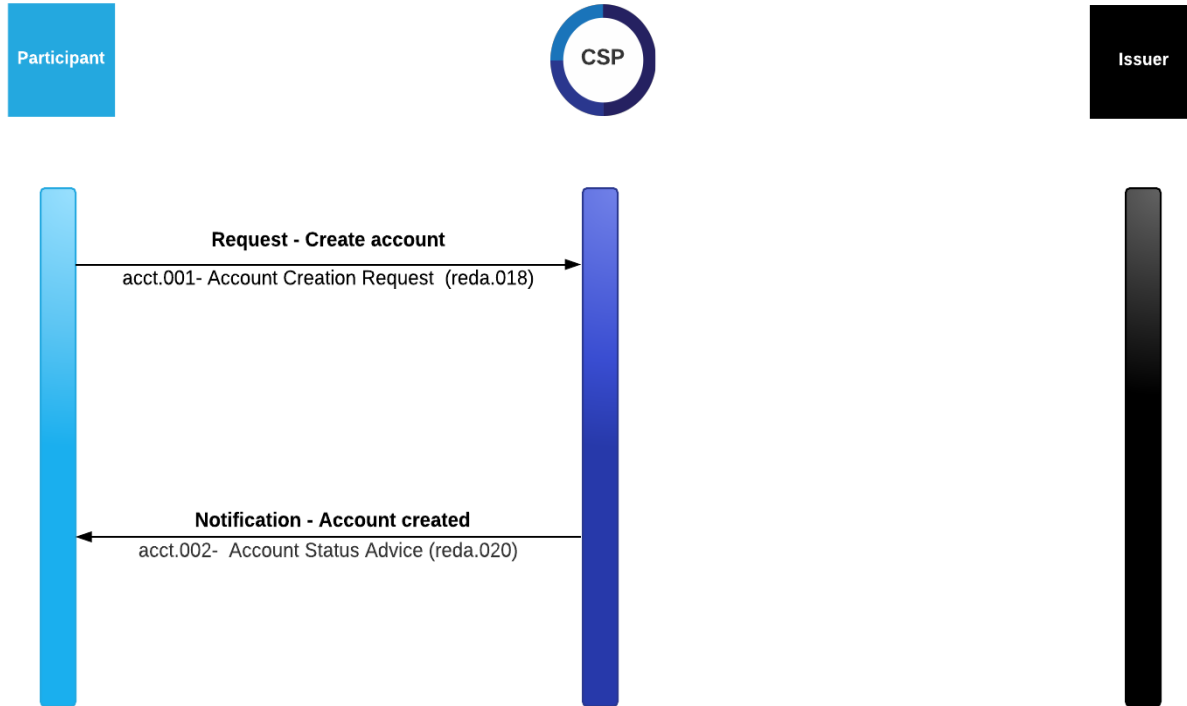 Participant
CSP
Issuer
Request - Create account
acct.001- Account Creation Request  (reda.018)
Notification - Account created
acct.002-  Account Status Advice (reda.020)